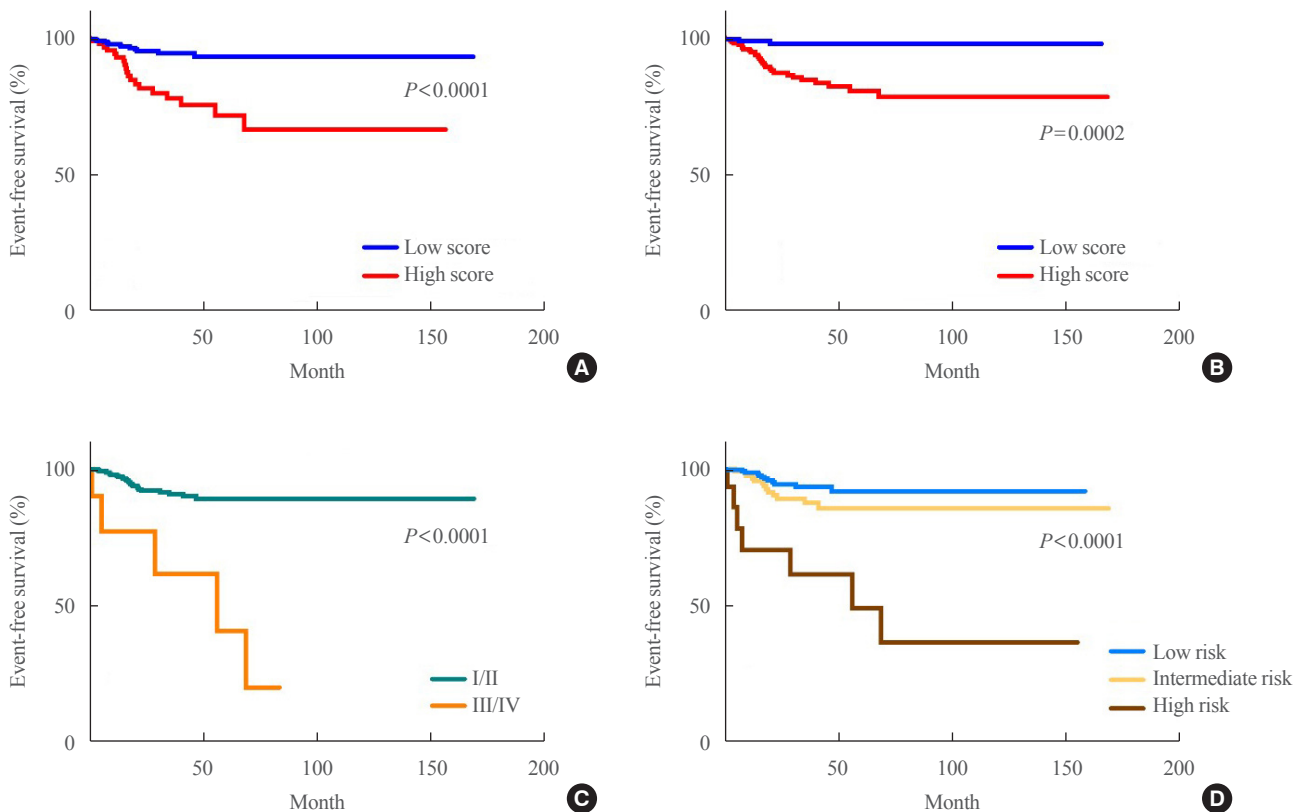 Event-free survival (%)
100
50
0
P<0.0001
Low score
High score
50
100
150
200
Month
A
Event-free survival (%)
100
50
0
P=0.0002
Low score
High score
50
100
150
200
Month
B
Event-free survival (%)
100
50
0
P<0.0001
I/II
III/IV
50
100
150
200
Month
C
Event-free survival (%)
100
50
0
P<0.0001
Low risk
Intermediate risk
High risk
50
100
150
200
Month
D